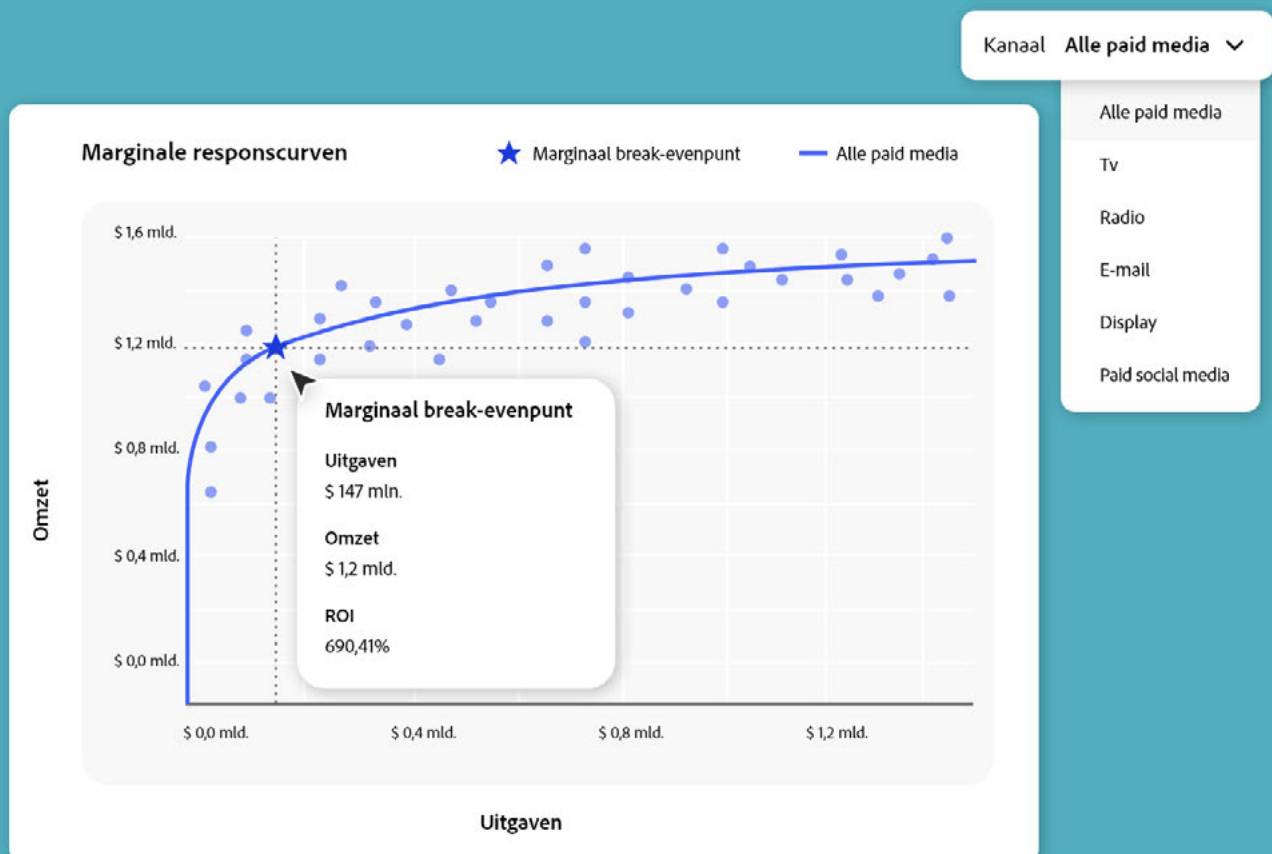 Kanaal Alle paid media
Alle paid media
Tv
Radio
E-mail
Display
Paid social media
Marginale responscurven
Marginaal break-evenpunt
Alle paid media
$ 1,6 mld.
$ 1,2 mld.
$ 0,8 mld.
$ 0,4 mld.
$ 0,0 mld.
Omzet
Marginaal break-evenpunt
Uitgaven
$ 147 mln.
Omzet
$ 1,2 mld.
ROI
690,41%
$ 0,0 mld.
$ 0,4 mld.
$ 0,8 mld.
$ 1,2 mld.
Uitgaven